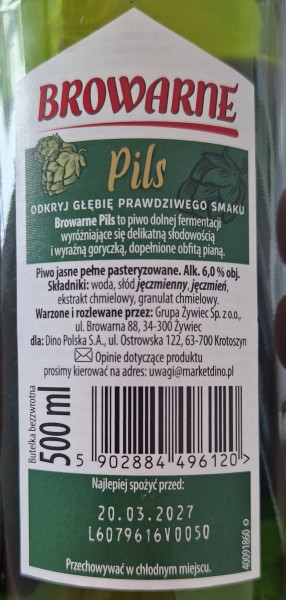 BROWARNE
Pils
ODKRYJ GŁĘBIĘ PRAWDZIWEGO SMAKU
Browarne Pils to piwo dolnej fermentacji
wyróżniające się delikatną słodowością
i wyraźną goryczką, dopełnione obfitą pianą.
Piwo jasne pełne pasteryzowane. Alk. 6,0 % obj.
Składniki: woda, słód jęczmienny, jęczmień,
ekstrakt chmielowy, granulat chmielowy.
Warzone i rozlewane przez: Grupa Żywiec Sp. z o.o.,
ul. Browarna 88, 34-300 Żywiec
dla: Dino Polska S.A., ul. Ostrowska 122, 63-700 Krotoszyn
Opinie dotyczące produktu
prosimy kierować na adres: uwagi@marketdino.pl
Butelka bezzwrotna
500 ml
5 902884 496120 >
Najlepiej spożyć przed:
20.03.2027
L6079616V0050
Przechowywać w chłodnym miejscu.
40091860